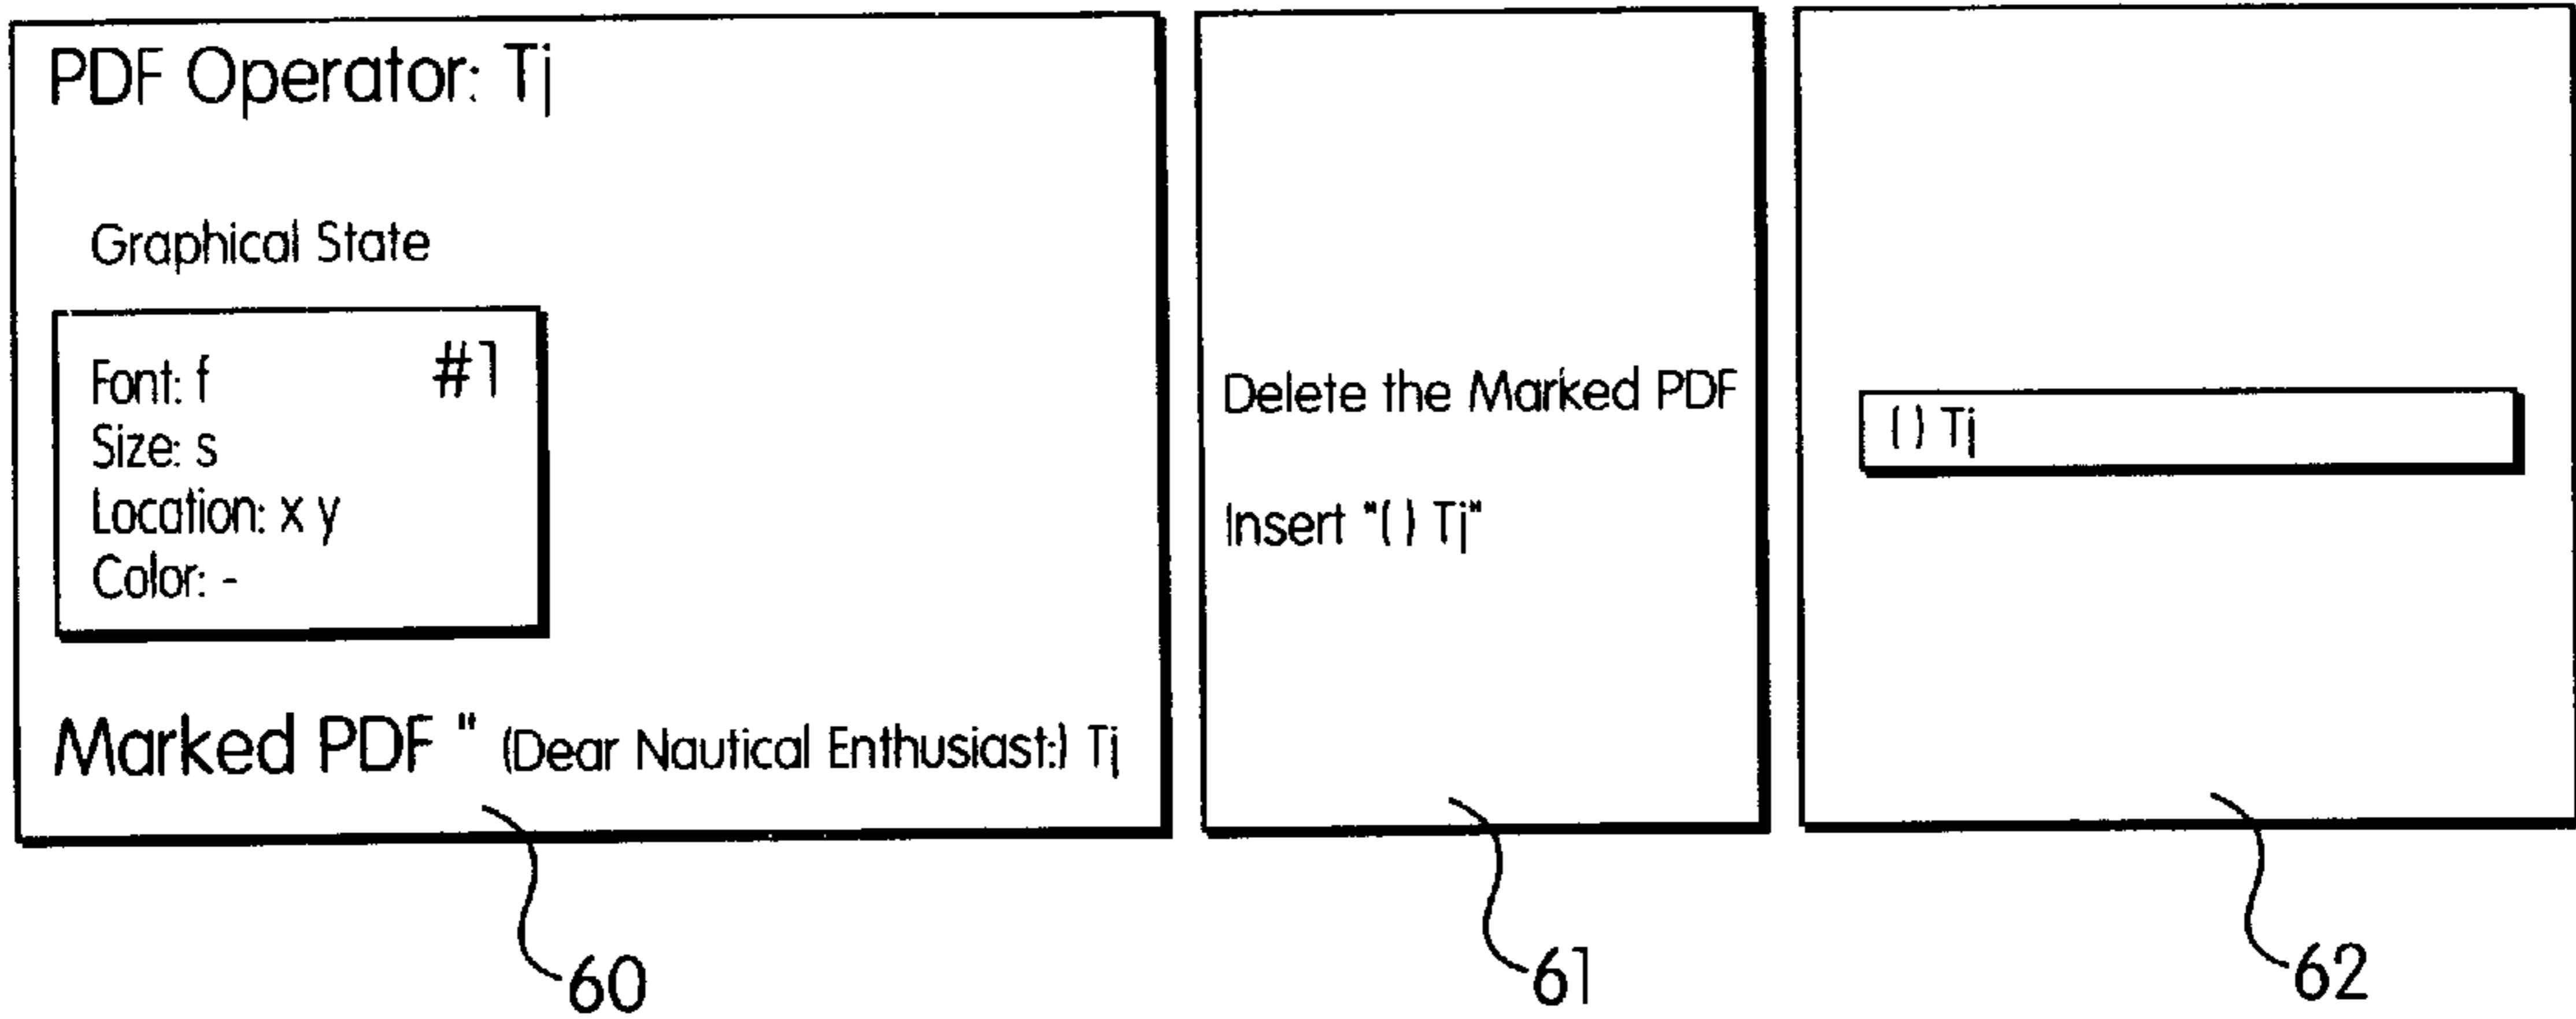 PDF Operator: Tj
Graphical State
Font: f #1
Size: s
Location: x y
Color: -
Marked PDF " (Dear Nautical Enthusiast:) Tj
60
Delete the Marked PDF
Insert "( ) Tj"
61
( ) Tj
62